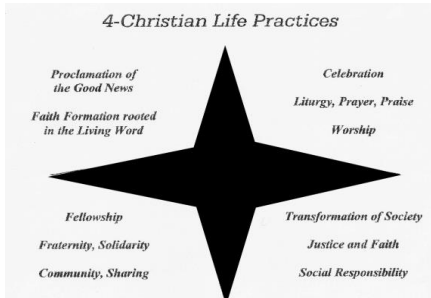 4-Christian Life Practices
Proclamation of
the Good News
Faith Formation rooted
in the Living Word
Celebration
Liturgy, Prayer, Praise
Worship
Fellowship
Fraternity, Solidarity
Community, Sharing
Transformation of Society
Justice and Faith
Social Responsibility